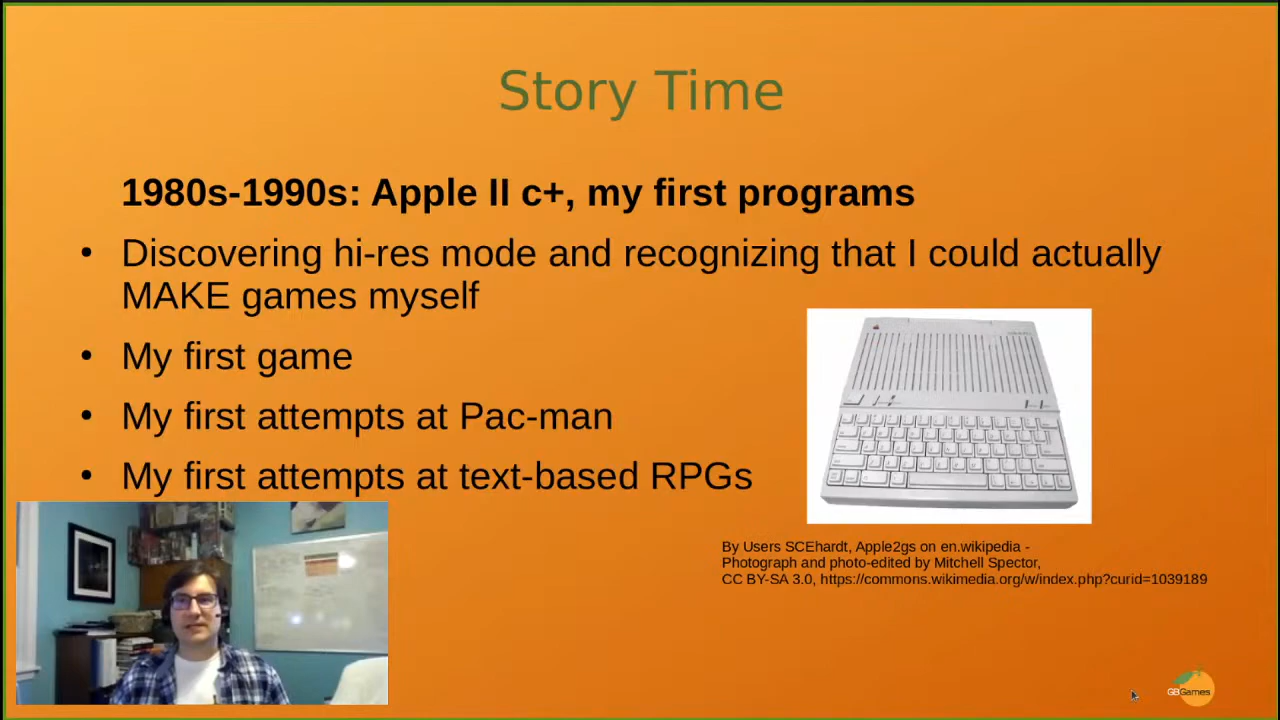 Story Time
1980s-1990s: Apple II c+, my first programs
• Discovering hi-res mode and recognizing that I could actually
MAKE games myself
• My first game
• My first attempts at Pac-man
• My first attempts at text-based RPGs
By Users SCEhardt, Apple2gs on en.wikipedia -
Photograph and photo-edited by Mitchell Spector,
CC BY-SA 3.0, https://commons.wikimedia.org/w/index.php?curid=1039189
GBGames